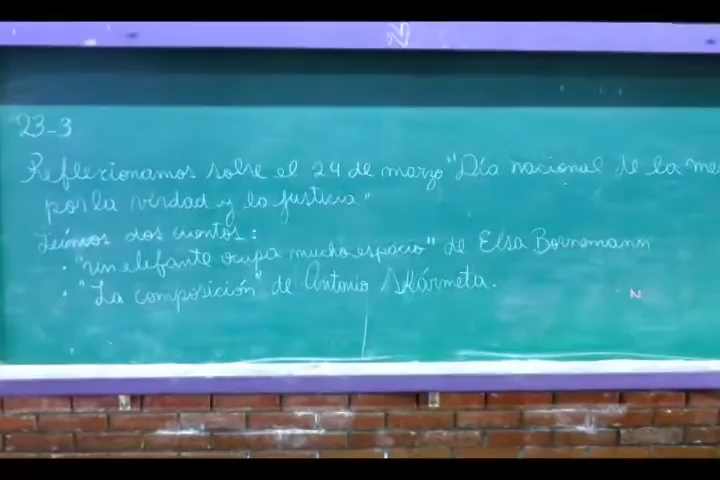 23-3
Reflexionamos sobre el 24 de marzo "Día nacional de la me
por la verdad y la justicia"
Leímos dos cuentos:
· "Un elefante ocupa mucho espacio" de Elsa Bornemann
· "La composición" de Antonio Skármeta.